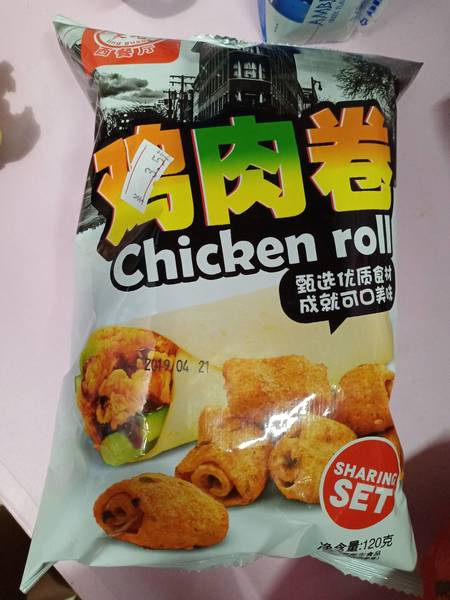 鸡肉卷
Chicken roll
甄选优质食材
成就可口美味
2019 04 21
SHARING
SET
净含量:120克